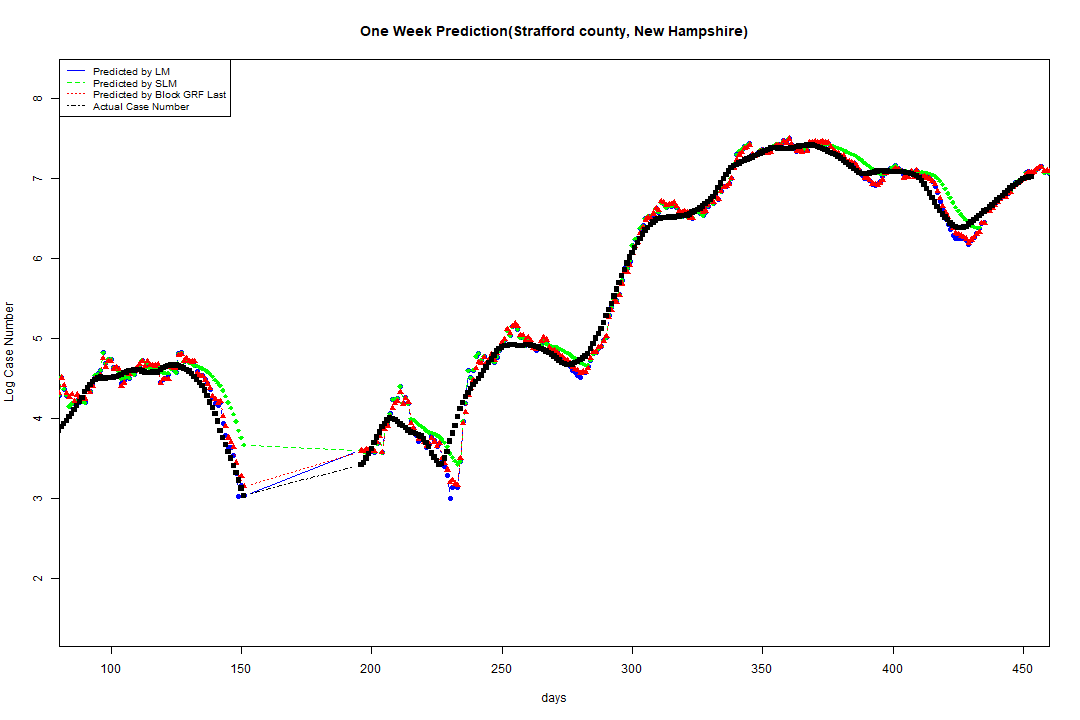 One Week Prediction(Strafford county, New Hampshire)
Predicted by LM
Predicted by SLM
Predicted by Block GRF Last
Actual Case Number
8
7
6
5
4
3
2
Log Case Number
100 150 200 250 300 350 400 450
days